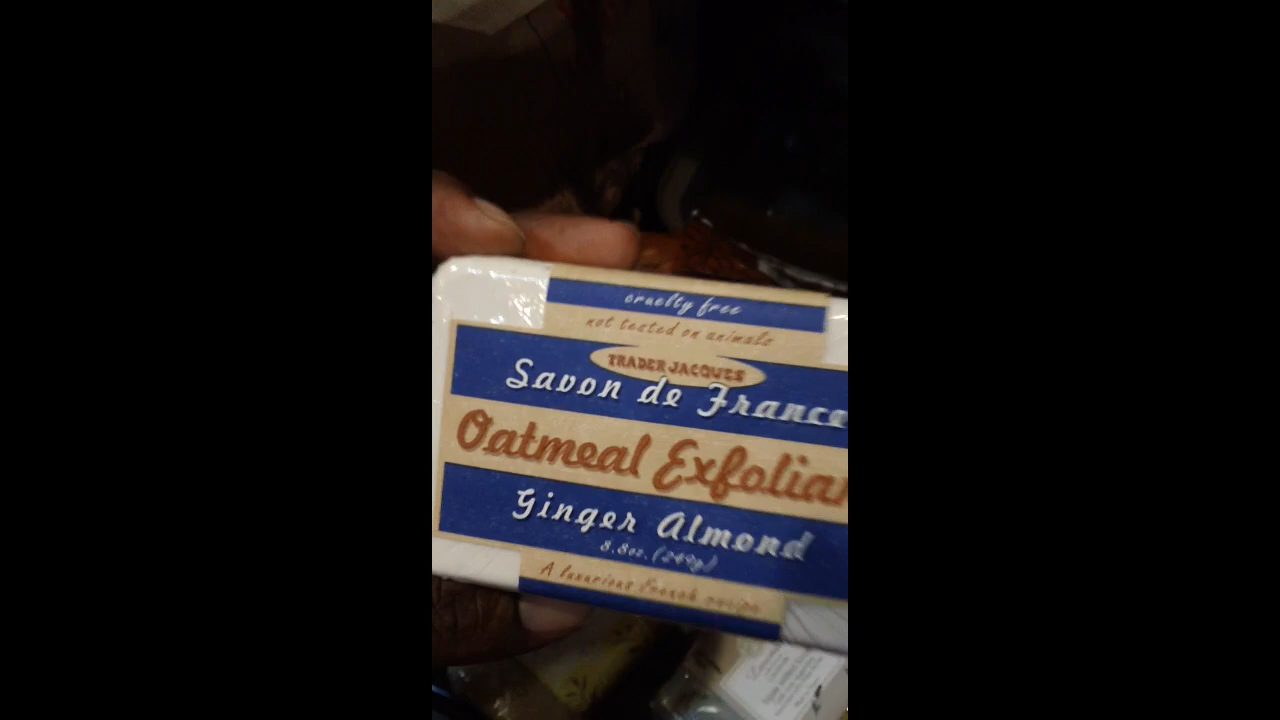 cruelty free
not tested on animals
TRADER JACQUES
Savon de France
Oatmeal Exfolian
Ginger Almond
8.8oz. (249g)
A luxurious French recipe